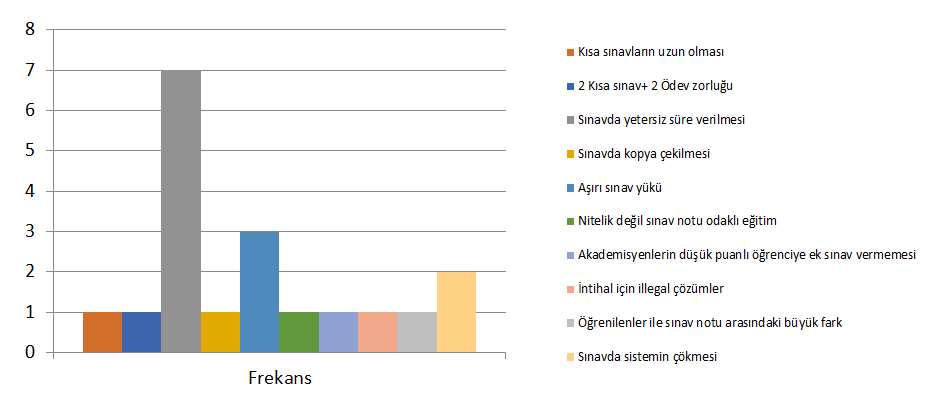 8
7
6
5
4
3
2
1
0
Frekans
Kısa sınavların uzun olması
2 Kısa sınav+ 2 Ödev zorluğu
Sınavda yetersiz süre verilmesi
Sınavda kopya çekilmesi
Aşırı sınav yükü
Nitelik değil sınav notu odaklı eğitim
Akademisyenlerin düşük puanlı öğrenciye ek sınav vermemesi
İntihal için illegal çözümler
Öğrenilenler ile sınav notu arasındaki büyük fark
Sınavda sistemin çökmesi